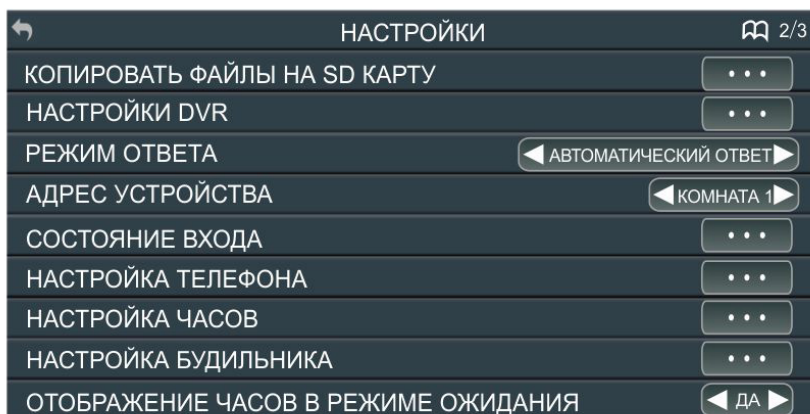 НАСТРОЙКИ 2/3
КОПИРОВАТЬ ФАЙЛЫ НА SD КАРТУ
НАСТРОЙКИ DVR
РЕЖИМ ОТВЕТА АВТОМАТИЧЕСКИЙ ОТВЕТ
АДРЕС УСТРОЙСТВА КОМНАТА 1
СОСТОЯНИЕ ВХОДА
НАСТРОЙКА ТЕЛЕФОНА
НАСТРОЙКА ЧАСОВ
НАСТРОЙКА БУДИЛЬНИКА
ОТОБРАЖЕНИЕ ЧАСОВ В РЕЖИМЕ ОЖИДАНИЯ ДА